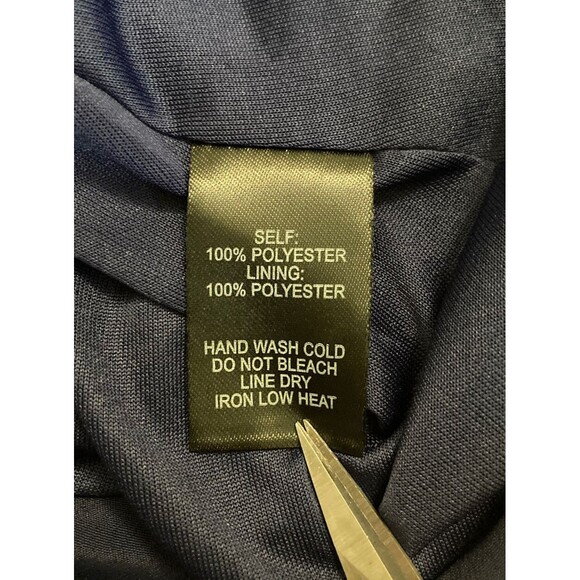 SELF:
100% POLYESTER
LINING:
100% POLYESTER
HAND WASH COLD
DO NOT BLEACH
LINE DRY
IRON LOW HEAT